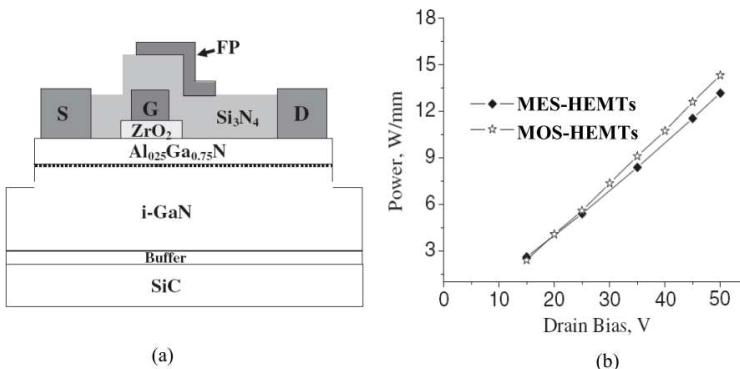 FP
S
G
D
Si3N4
ZrO2
Al025Ga0.75N
i-GaN
Buffer
SiC
(a)
Power, W/mm
18
15
12
9
6
3
MES-HEMTs
MOS-HEMTs
0 10 20 30 40 50
Drain Bias, V
(b)